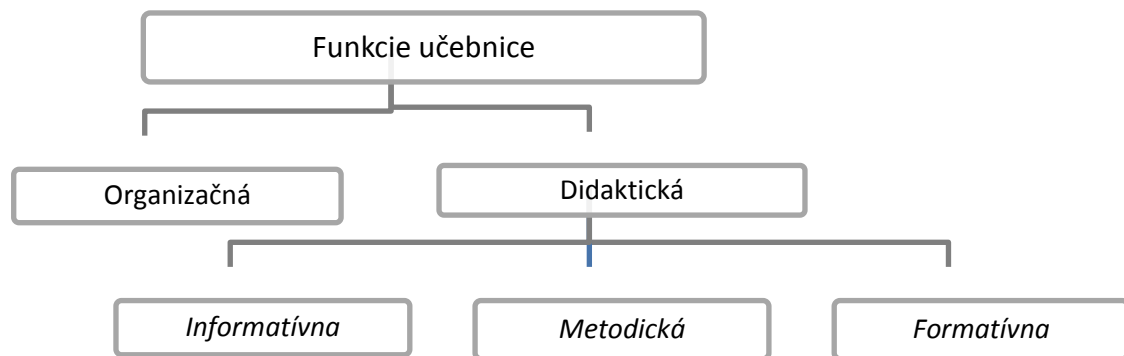 Funkcie učebnice
Organizačná
Didaktická
Informatívna
Metodická
Formatívna